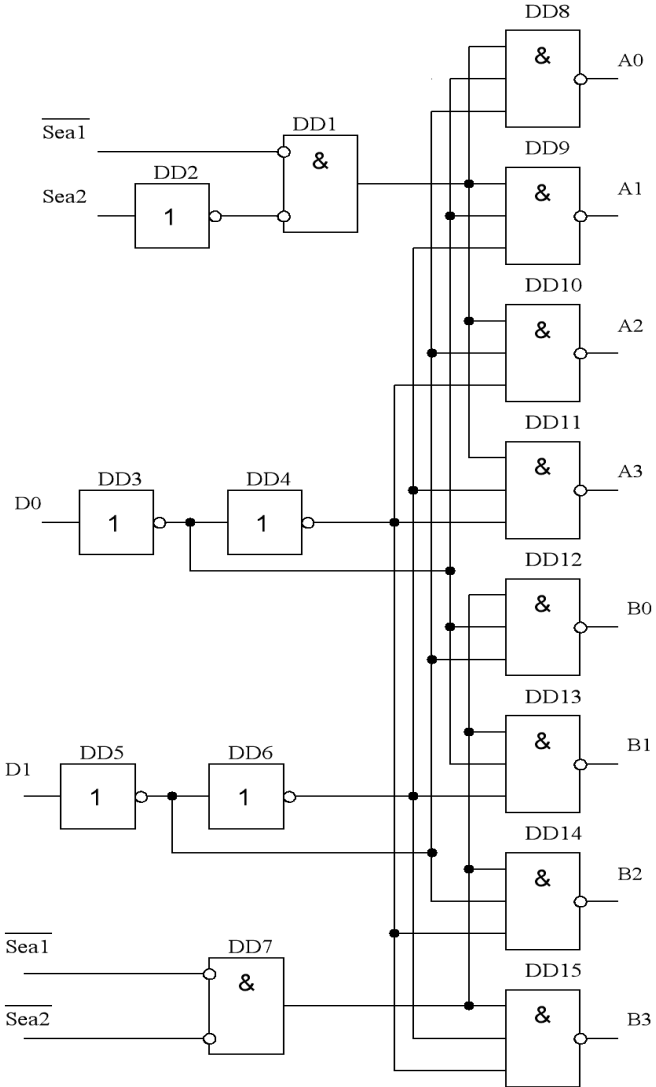 DD8
&
A0
Sea1
DD1
&
DD2
Sea2
1
DD9
&
A1
DD10
&
A2
DD11
&
A3
DD3
DD4
D0
1
1
DD12
&
B0
DD13
&
B1
DD5
DD6
D1
1
1
DD14
&
B2
Sea1
DD7
&
Sea2
DD15
&
B3